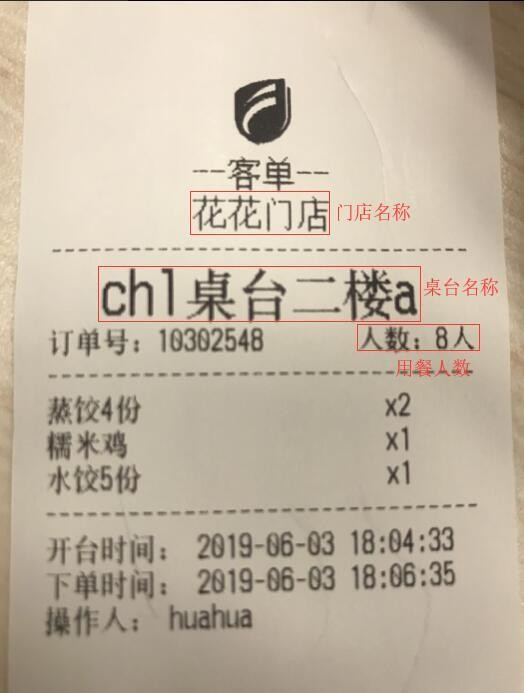 --客单--
花花门店 门店名称
chl桌台二楼a 桌台名称
订单号：10302548 人数：8人
用餐人数
蒸饺4份 x2
糯米鸡 x1
水饺5份 x1
开台时间： 2019-06-03 18:04:33
下单时间： 2019-06-03 18:06:35
操作人： huahua